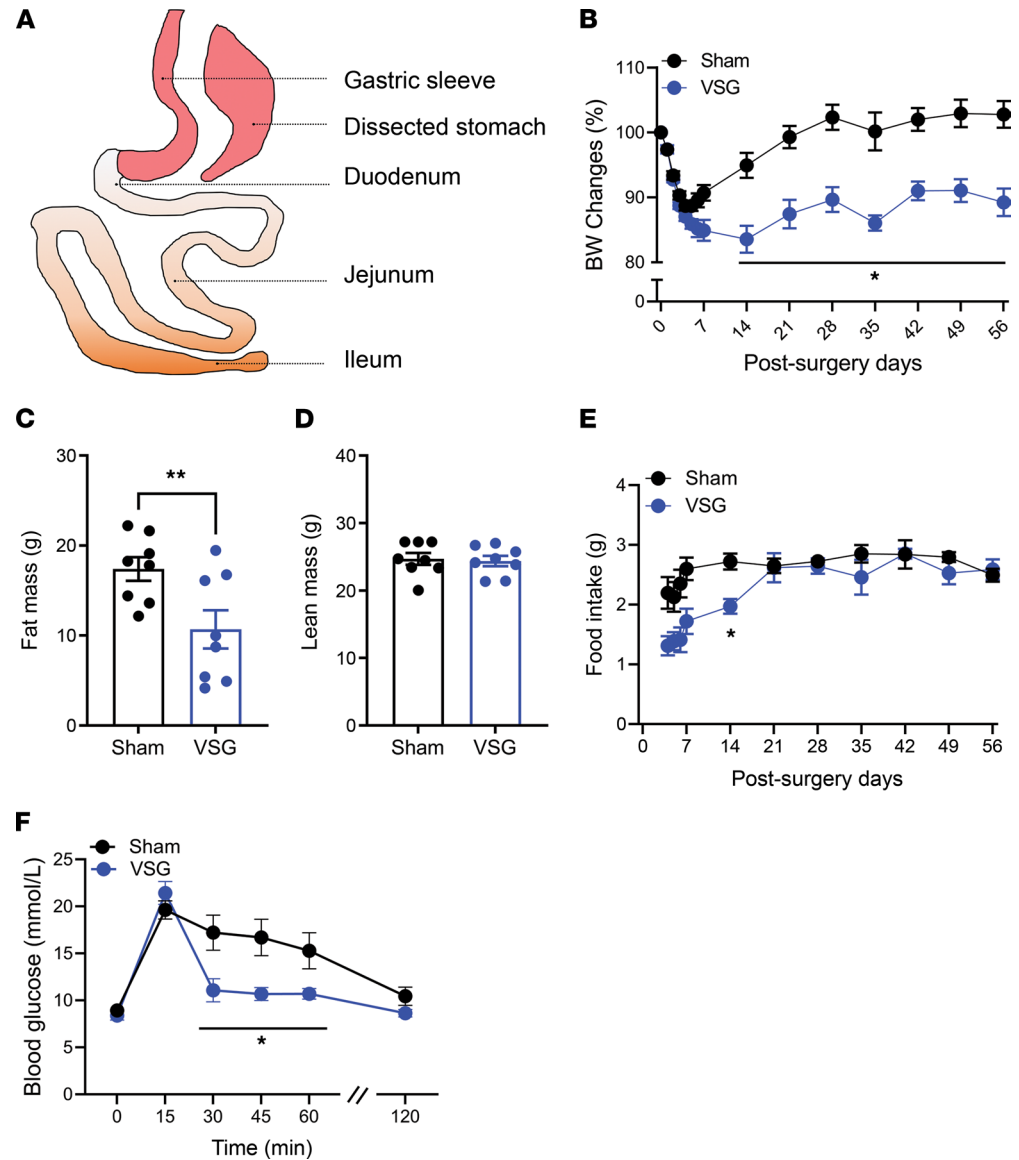 A
Gastric sleeve
Dissected stomach
Duodenum
Jejunum
Ileum
B
Sham
VSG
BW Changes (%)
110
100
90
80
0
*
0 7 14 21 28 35 42 49 56
Post-surgery days
C
Fat mass (g)
30
20
10
0
**
Sham VSG
D
Lean mass (g)
40
30
20
10
0
Sham VSG
E
Sham
VSG
Food intake (g)
4
3
2
1
0
*
0 7 14 21 28 35 42 49 56
Post-surgery days
F
Sham
VSG
Blood glucose (mmol/L)
25
20
15
10
5
0
*
0 15 30 45 60 // 120
Time (min)